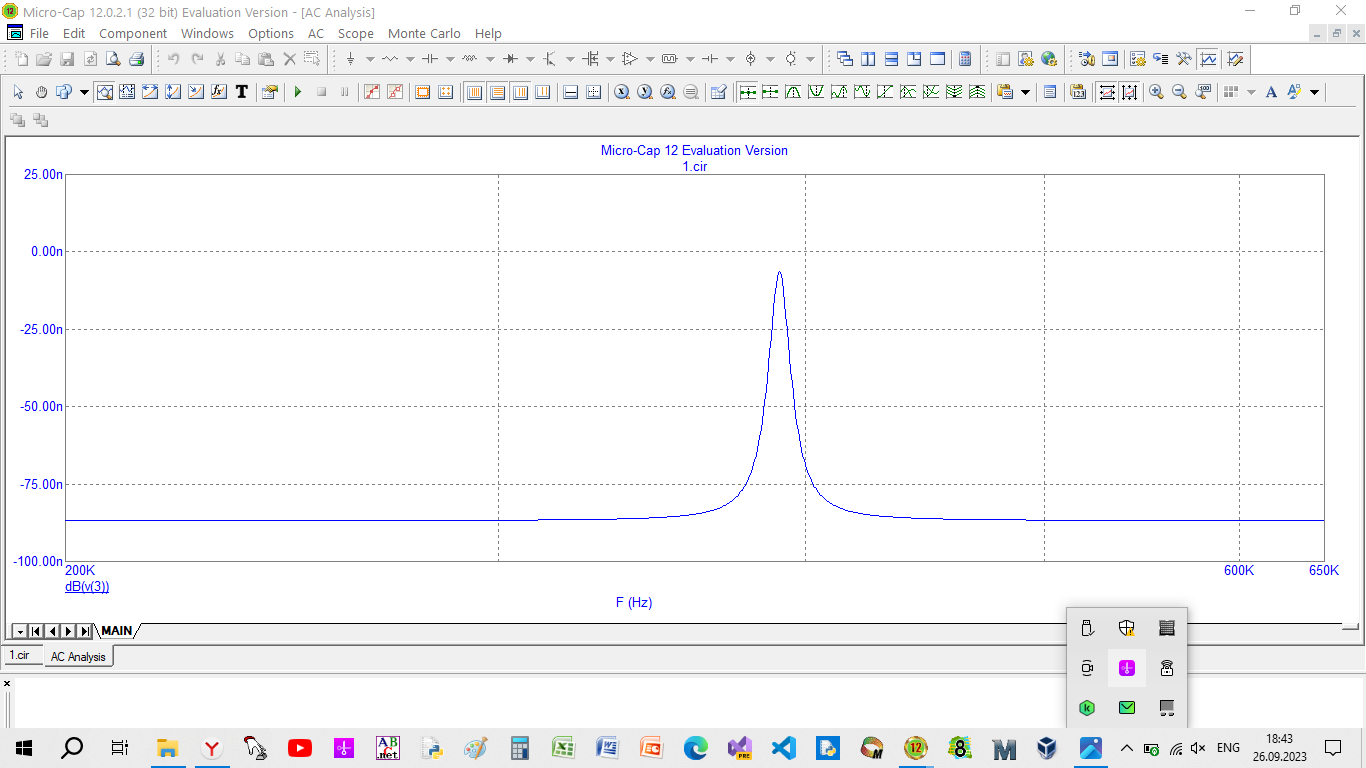 Micro-Cap 12.0.2.1 (32 bit) Evaluation Version - [AC Analysis]
File Edit Component Windows Options AC Scope Monte Carlo Help
Micro-Cap 12 Evaluation Version
1.cir
25.00n
0.00n
-25.00n
-50.00n
-75.00n
-100.00n
200K 600K 650K
dB(v(3))
F (Hz)
MAIN
1.cir AC Analysis
18:43
ENG
26.09.2023